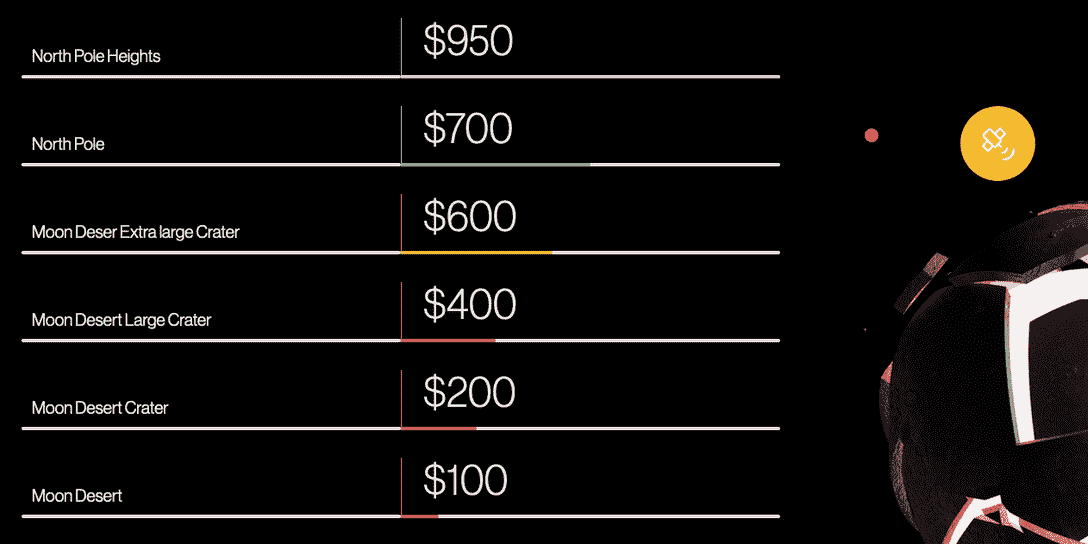 North Pole Heights
$950
North Pole
$700
Moon Deser Extra large Crater
$600
Moon Desert Large Crater
$400
Moon Desert Crater
$200
Moon Desert
$100